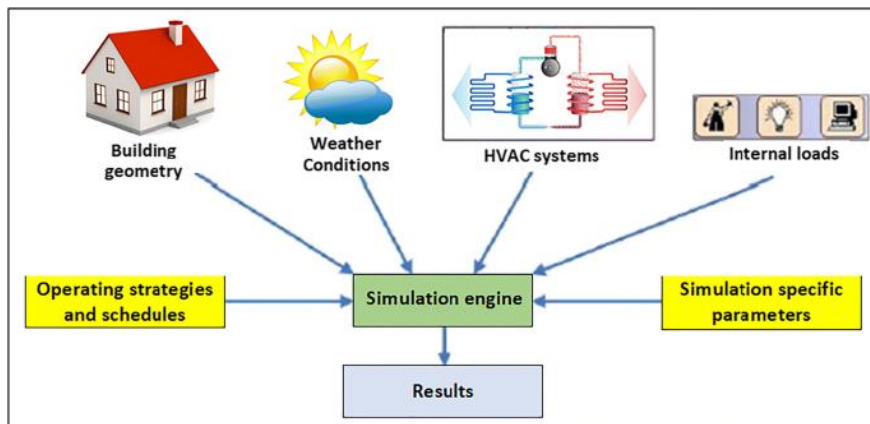 Building
geometry
Weather
Conditions
HVAC systems
Internal loads
Operating strategies
and schedules
Simulation engine
Simulation specific
parameters
Results